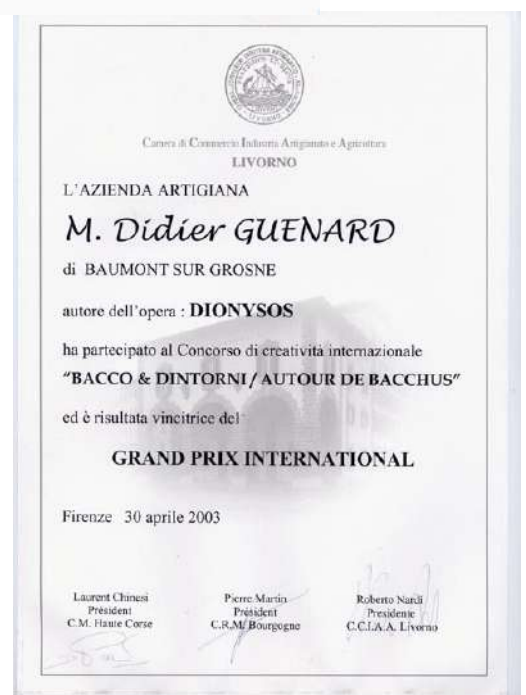 Camera di Commercio Industria Artigianato e Agricoltura
LIVORNO
L'AZIENDA ARTIGIANA
M. Didier GUENARD
di BAUMONT SUR GROSNE
autore dell'opera : DIONYSOS
ha partecipato al Concorso di creatività internazionale
"BACCO & DINTORNI / AUTOUR DE BACCHUS"
ed è risultata vincitrice del
GRAND PRIX INTERNATIONAL
Firenze 30 aprile 2003
Laurent Chinesi
Président
C.M. Haute Corse
Pierre Martin
Président
C.R.M. Bourgogne
Roberto Nardi
Presidente
C.C.I.A.A. Livorno